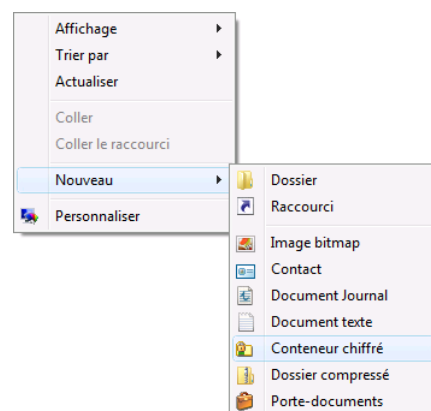 Affichage
Trier par
Actualiser
Coller
Coller le raccourci
Nouveau
Personnaliser
Dossier
Raccourci
Image bitmap
Contact
Document Journal
Document texte
Conteneur chiffré
Dossier compressé
Porte-documents